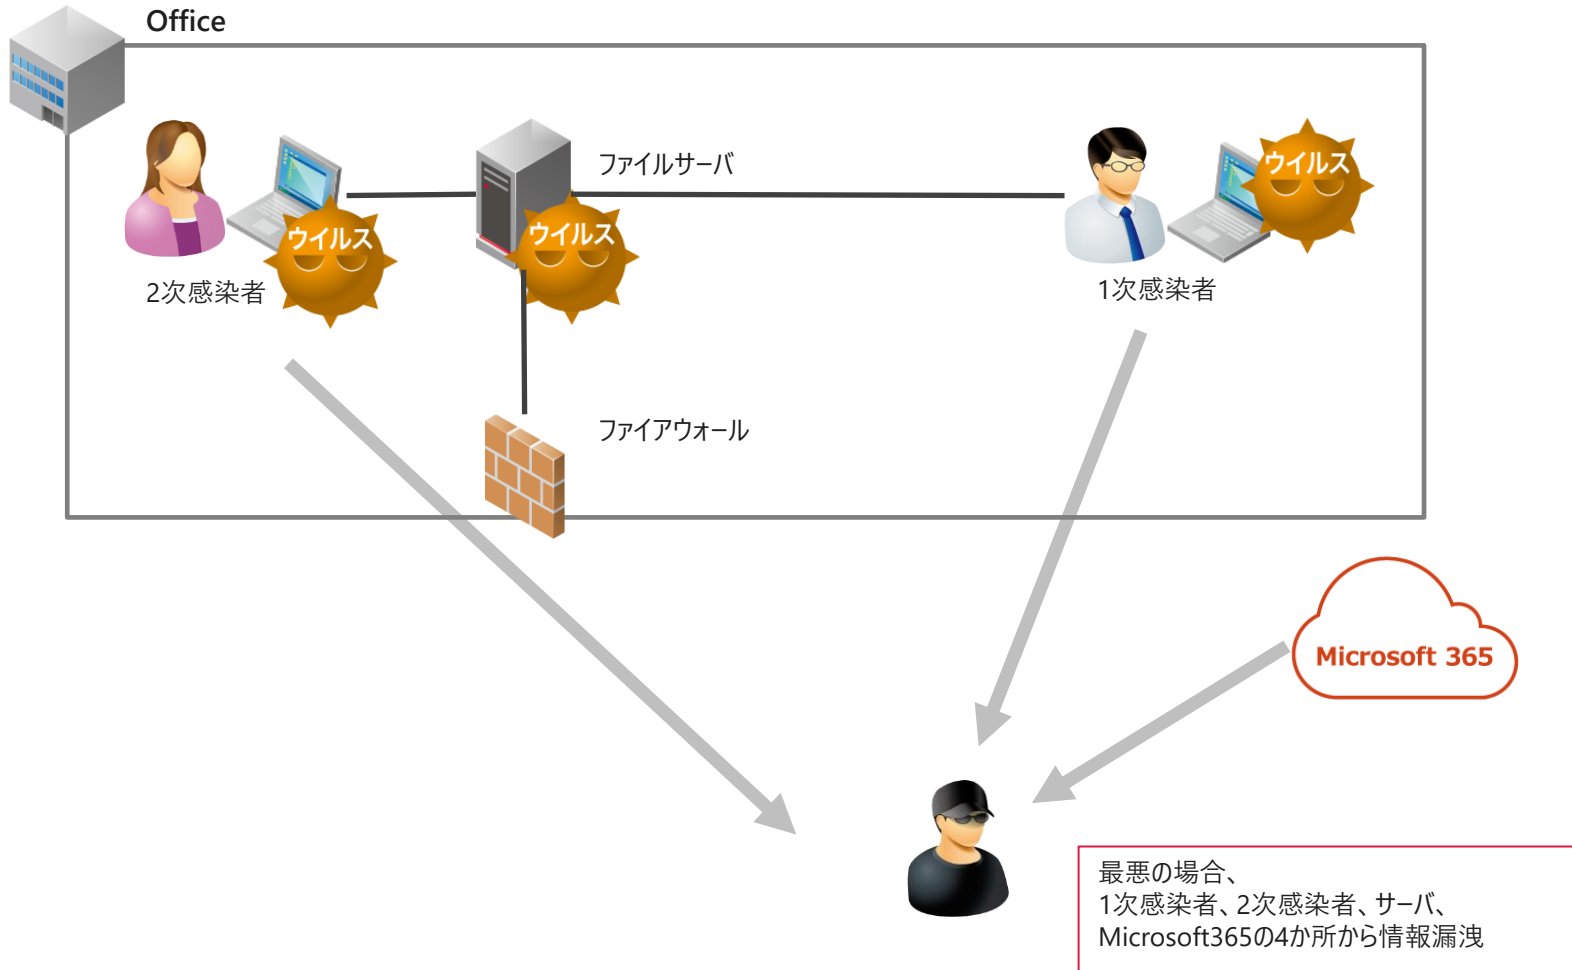 Office
ファイルサーバ
ウイルス
ウイルス
ウイルス
2次感染者
1次感染者
ファイアウォール
Microsoft 365
最悪の場合、
1次感染者、2次感染者、サーバ、
Microsoft365の4か所から情報漏洩